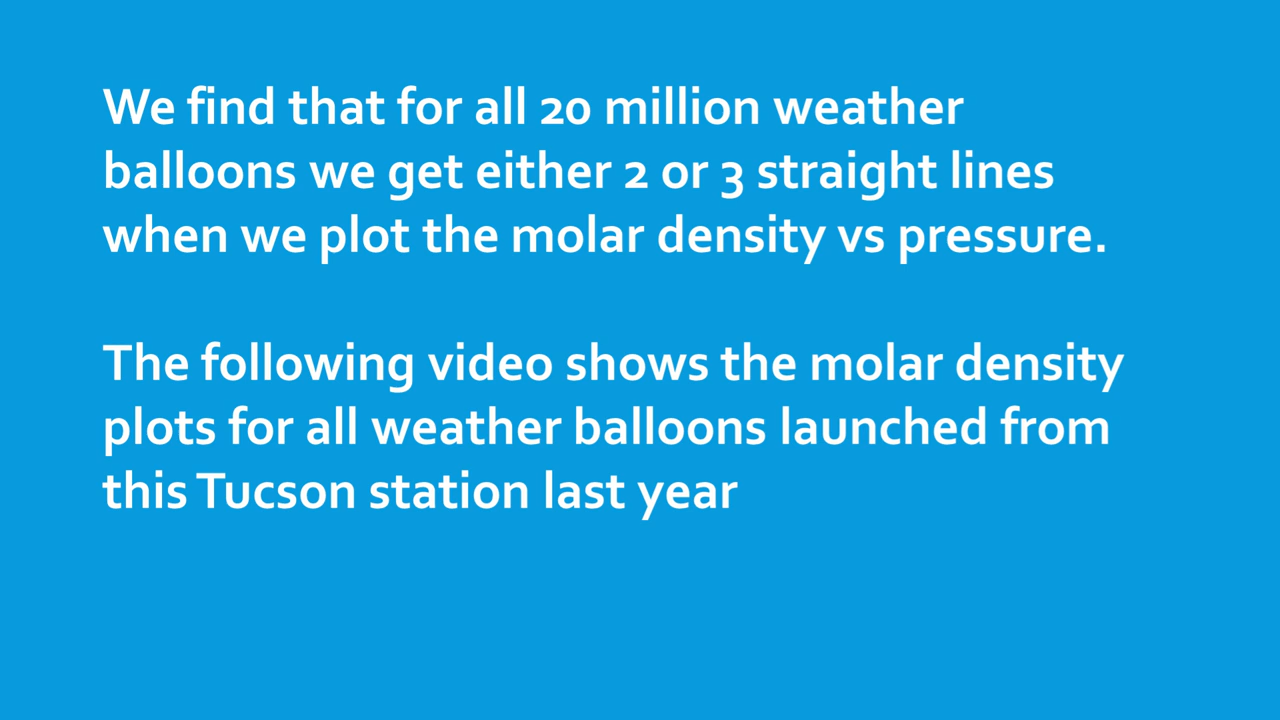 We find that for all 20 million weather
balloons we get either 2 or 3 straight lines
when we plot the molar density vs pressure.
The following video shows the molar density
plots for all weather balloons launched from
this Tucson station last year